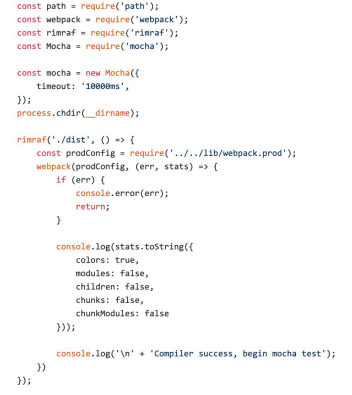 const path = require('path');
const webpack = require('webpack');
const rimraf = require('rimraf');
const Mocha = require('mocha');

const mocha = new Mocha({
    timeout: '10000ms',
});
process.chdir(__dirname);

rimraf('./dist', () => {
    const prodConfig = require('../../lib/webpack.prod');
    webpack(prodConfig, (err, stats) => {
        if (err) {
            console.error(err);
            return;
        }

        console.log(stats.toString({
            colors: true,
            modules: false,
            children: false,
            chunks: false,
            chunkModules: false
        }));

        console.log('\n' + 'Compiler success, begin mocha test');
    })
});